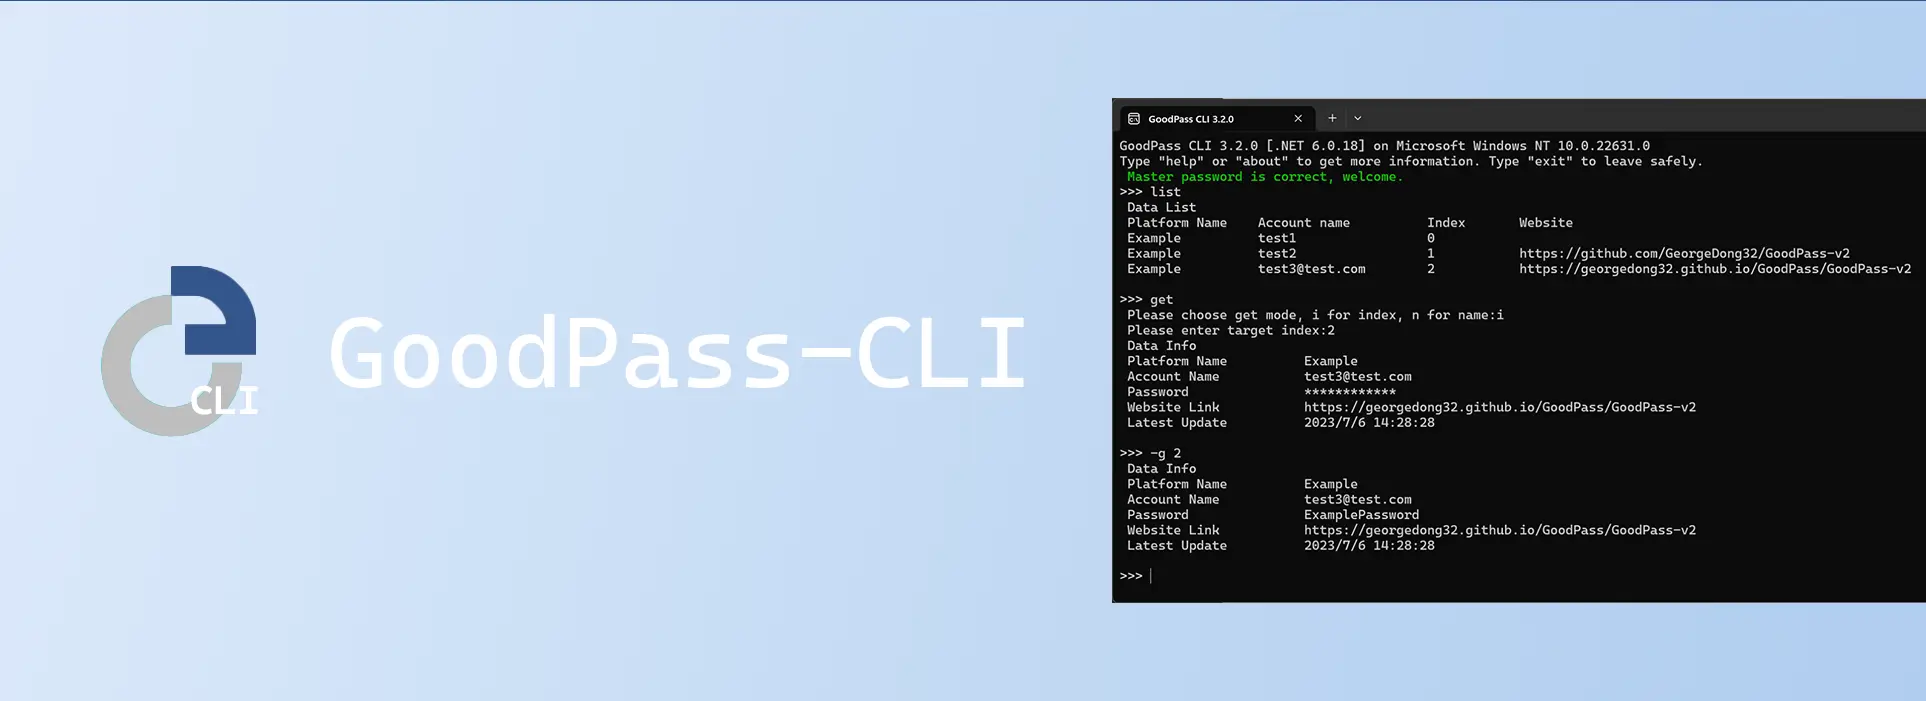 CLI
GoodPass-CLI
GoodPass CLI 3.2.0
GoodPass CLI 3.2.0 [.NET 6.0.18] on Microsoft Windows NT 10.0.22631.0
Type "help" or "about" to get more information. Type "exit" to leave safely.
Master password is correct, welcome.
>>> list
Data List
Platform Name Account name Index Website
Example test1 0
Example test2 1 https://github.com/GeorgeDong32/GoodPass-v2
Example test3@test.com 2 https://georgedong32.github.io/GoodPass/GoodPass-v2
>>> get
Please choose get mode, i for index, n for name:i
Please enter target index:2
Data Info
Platform Name Example
Account Name test3@test.com
Password ************
Website Link https://georgedong32.github.io/GoodPass/GoodPass-v2
Latest Update 2023/7/6 14:28:28
>>> -g 2
Data Info
Platform Name Example
Account Name test3@test.com
Password ExamplePassword
Website Link https://georgedong32.github.io/GoodPass/GoodPass-v2
Latest Update 2023/7/6 14:28:28
>>>